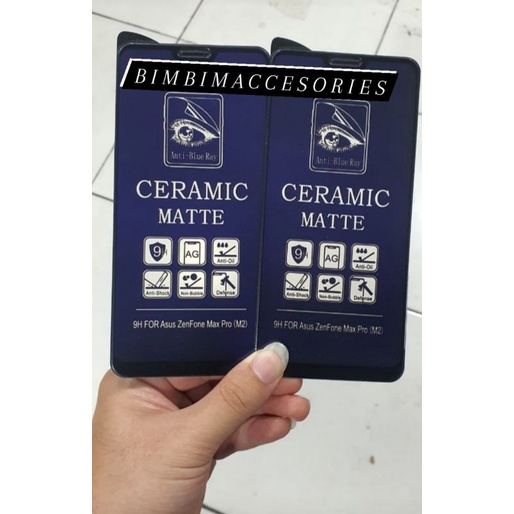 BIMBIMACCESORIES
Anti-Blue Ray
CERAMIC
MATTE
9H
AG
Anti-Oil
Anti-Shock
Non-Bubble
Defense
9H FOR Asus ZenFone Max Pro (M2)
Anti-Blue Ray
CERAMIC
MATTE
9H
AG
Anti-Oil
Anti-Shock
Non-Bubble
Defense
9H FOR Asus ZenFone Max Pro (M2)